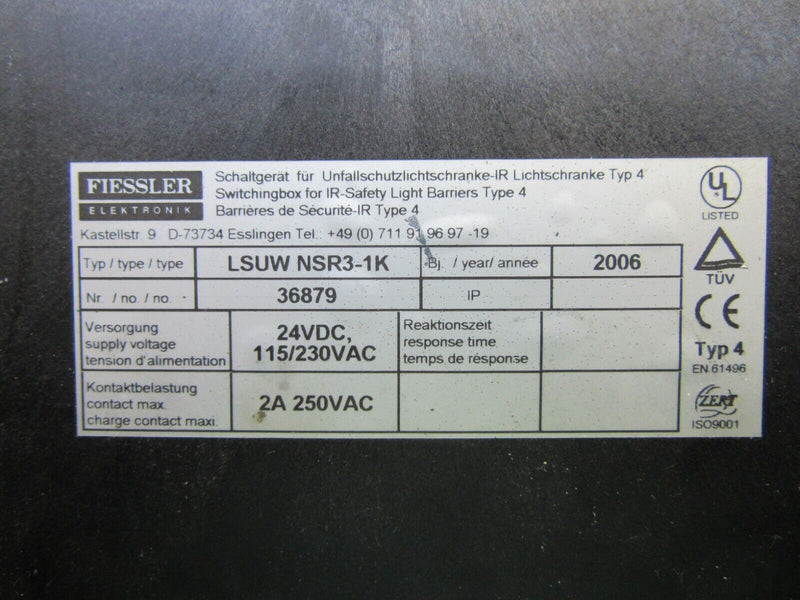 FIESSLER
ELEKTRONIK
Schaltgerät für Unfallschutzlichtschranke-IR Lichtschranke Typ 4
Switchingbox for IR-Safety Light Barriers Type 4
Barrières de Sécurité-IR Type 4
Kastellstr 9 D-73734 Esslingen Tel.: +49 (0) 711 91 96 97 -19
Typ / type / type LSUW NSR3-1K Bj. / year/ année 2006
Nr. / no. / no. 36879 IP
Versorgung
supply voltage
tension d'alimentation
24VDC,
115/230VAC
Reaktionszeit
response time
temps de résponse
Kontaktbelastung
contact max.
charge contact maxi.
2A 250VAC
UL
LISTED
TÜV
CE
Typ 4
EN 61496
ZERT
ISO9001